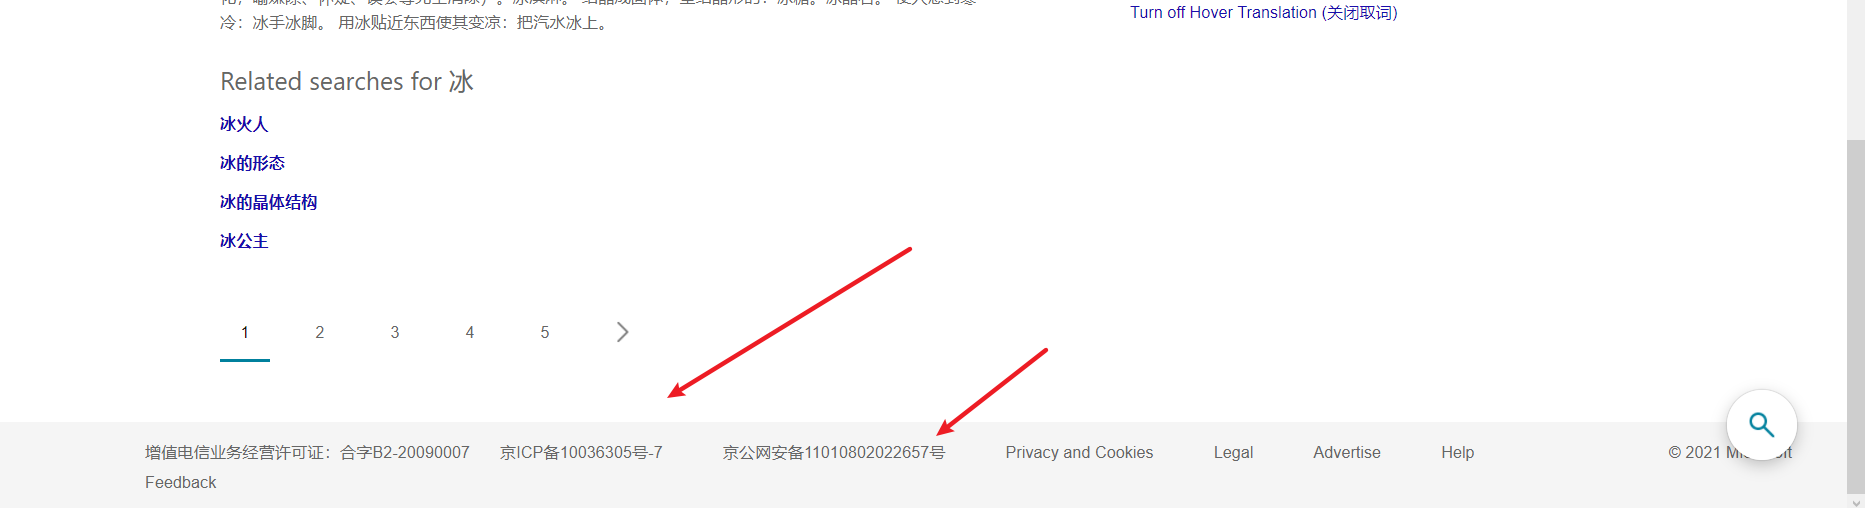 Turn off Hover Translation (关闭取词)
冷：冰手冰脚。 用冰贴近东西使其变凉：把汽水冰上。
Related searches for 冰
冰火人
冰的形态
冰的晶体结构
冰公主
1 2 3 4 5
增值电信业务经营许可证：合字B2-20090007 京ICP备10036305号-7 京公网安备11010802022657号 Privacy and Cookies Legal Advertise Help © 2021
Feedback